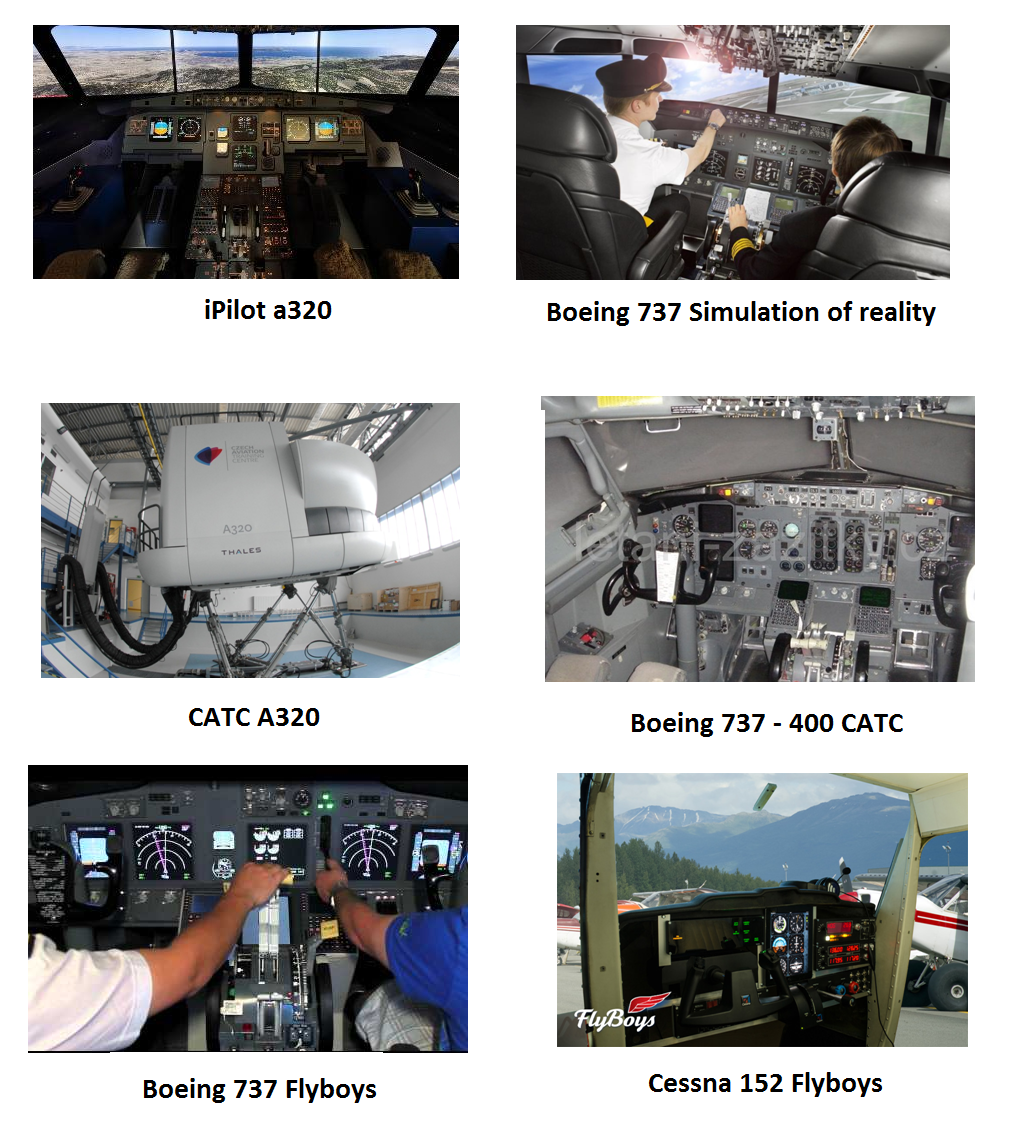 iPilot a320
Boeing 737 Simulation of reality
CZECH
AVIATION
TRAINING
CENTRE
A320
THALES
CATC A320
Boeing 737 - 400 CATC
FlyBoys
Boeing 737 Flyboys
Cessna 152 Flyboys